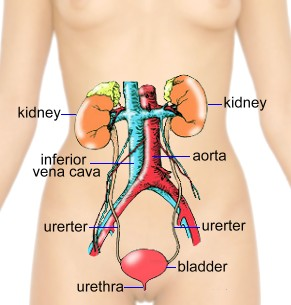 kidney
kidney
inferior
vena cava
aorta
urerter
urerter
bladder
urethra